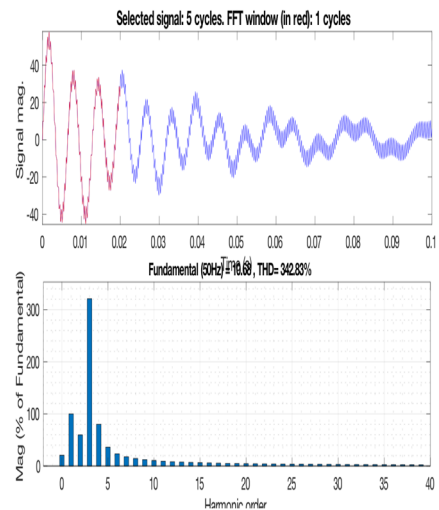 Selected signal: 5 cycles. FFT window (in red): 1 cycles
Signal mag.
40
20
0
-20
-40
0 0.01 0.02 0.03 0.04 0.05 0.06 0.07 0.08 0.09 0.1
Time (s)
Fundamental (50Hz) = 10.68 , THD= 342.83%
Mag (% of Fundamental)
300
200
100
0
0 5 10 15 20 25 30 35 40
Harmonic order